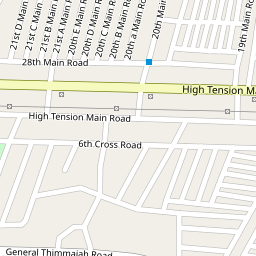 21st D Main
21st C Main
21st B Main
21st A Main
20th E Main Road
20th D Main Road
20th C Main Road
20th B Main Road
20th a Main Road
20th Main
19th Main
28th Main Road
High Tension Ma
High Tension Main Road
6th Cross Road
General Thimmaiah Road